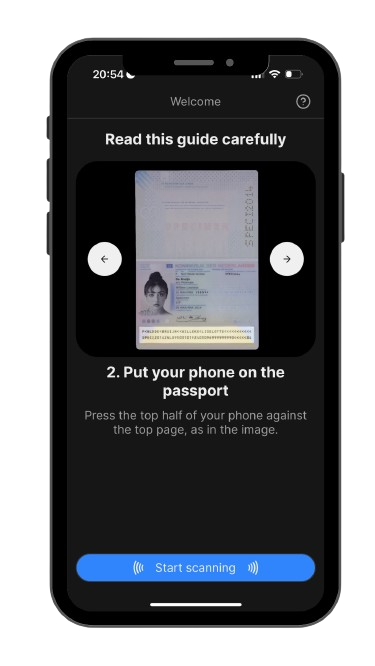 20:54
Welcome
Read this guide carefully
SPECI2014
2. Put your phone on the
passport
Press the top half of your phone against
the top page, as in the image.
Start scanning